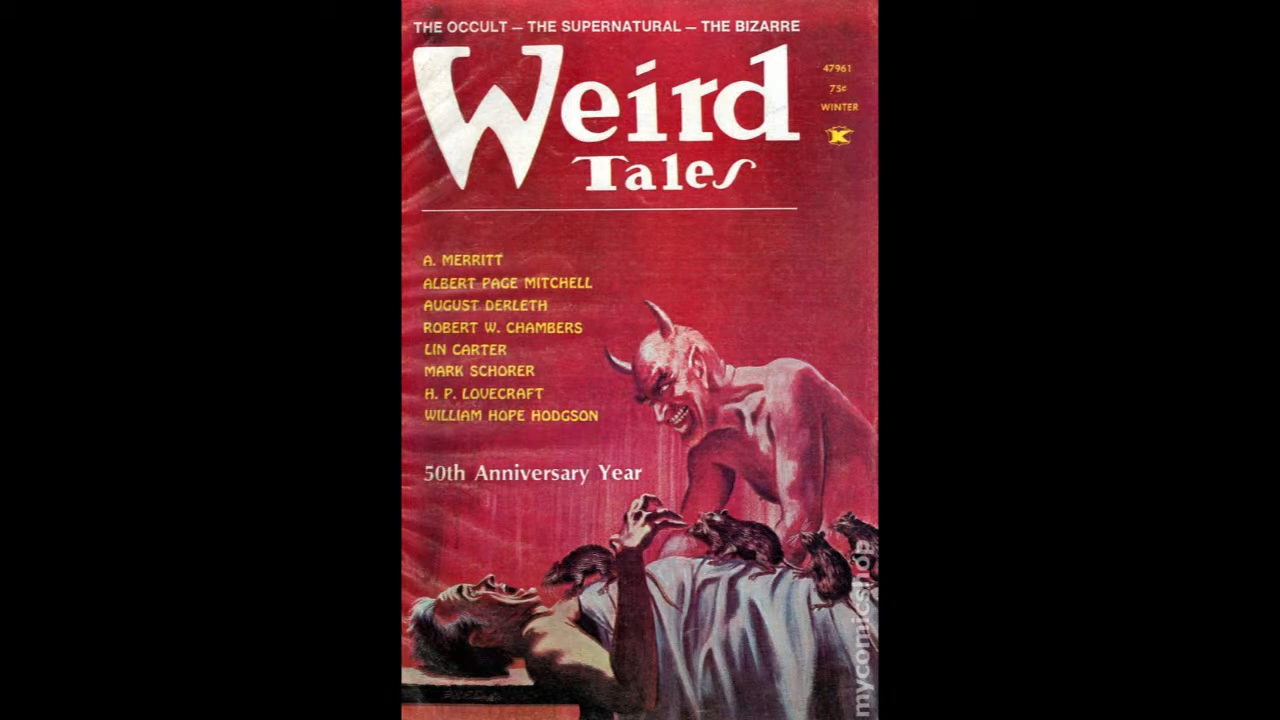 THE OCCULT — THE SUPERNATURAL — THE BIZARRE
Weird
Tales
47961
75¢
WINTER
K
A. MERRITT
ALBERT PAGE MITCHELL
AUGUST DERLETH
ROBERT W. CHAMBERS
LIN CARTER
MARK SCHORER
H. P. LOVECRAFT
WILLIAM HOPE HODGSON
50th Anniversary Year
mycomicshop